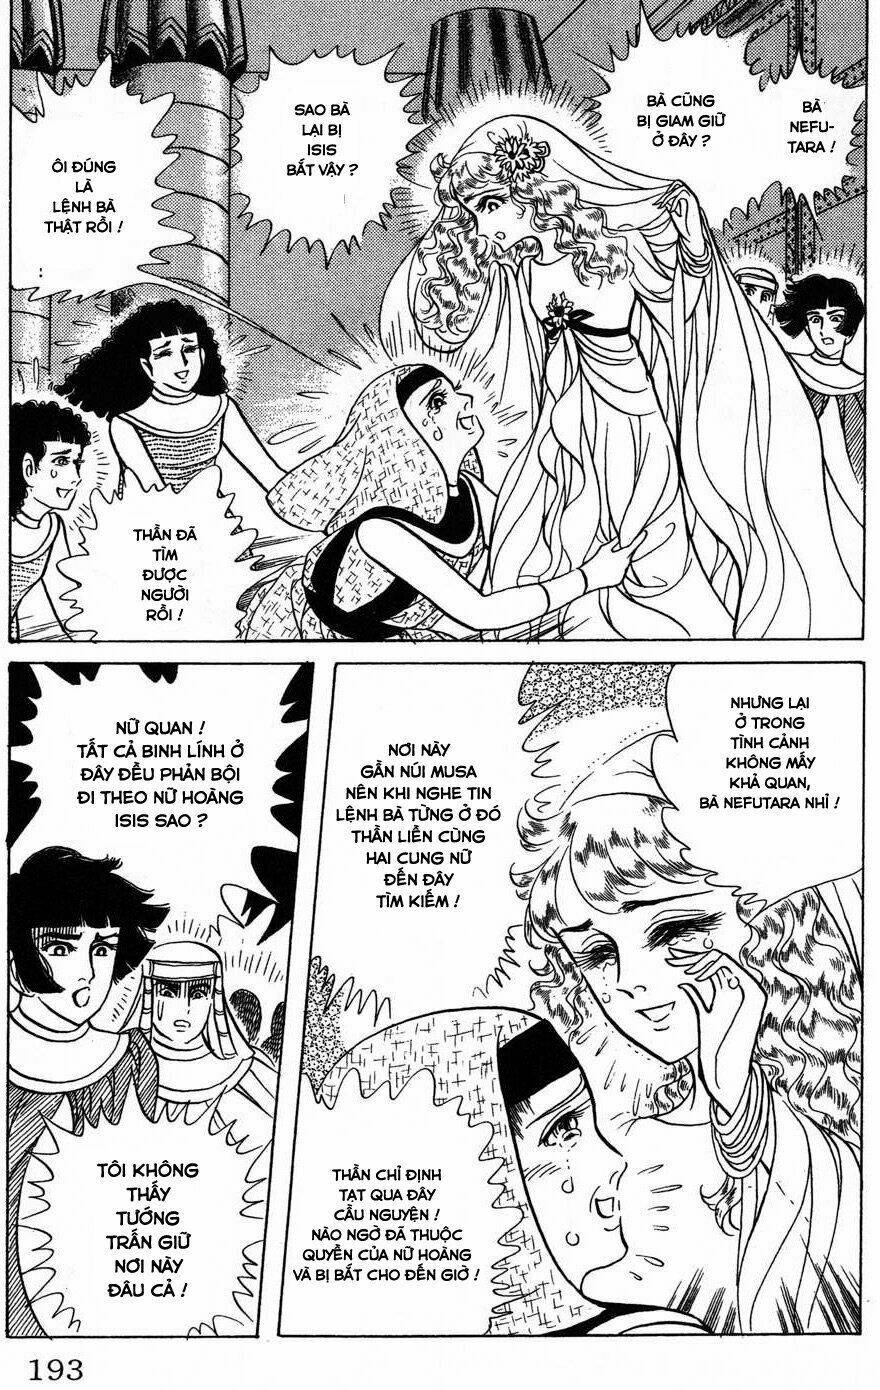 BÀ
NEFU-
TARA !
BÀ CŨNG
BỊ GIAM GIỮ
Ở ĐÂY ?
SAO BÀ
LẠI BỊ
ISIS
BẮT VẬY ?
ÔI ĐÚNG
LÀ
LỆNH BÀ
THẬT RỒI !
THẦN ĐÃ
TÌM
ĐƯỢC
NGƯỜI
RỒI !
NHƯNG LẠI
Ở TRONG
TÌNH CẢNH
KHÔNG MẤY
KHẢ QUAN,
BÀ NEFUTARA NHỈ !
NƠI NÀY
GẦN NÚI MUSA
NÊN KHI NGHE TIN
LỆNH BÀ TỪNG Ở ĐÓ
THẦN LIỀN CÙNG
HAI CUNG NỮ
ĐẾN ĐÂY
TÌM KIẾM !
THẦN CHỈ ĐỊNH
TẠT QUA ĐÂY
CẦU NGUYỆN !
NÀO NGỜ ĐÃ THUỘC
QUYỀN CỦA NỮ HOÀNG
VÀ BỊ BẮT CHO ĐẾN GIỜ !
NỮ QUAN !
TẤT CẢ BINH LÍNH Ở
ĐÂY ĐỀU PHẢN BỘI
ĐI THEO NỮ HOÀNG
ISIS SAO ?
TÔI KHÔNG
THẤY
TƯỚNG
TRẤN GIỮ
NƠI NÀY
ĐÂU CẢ !
193